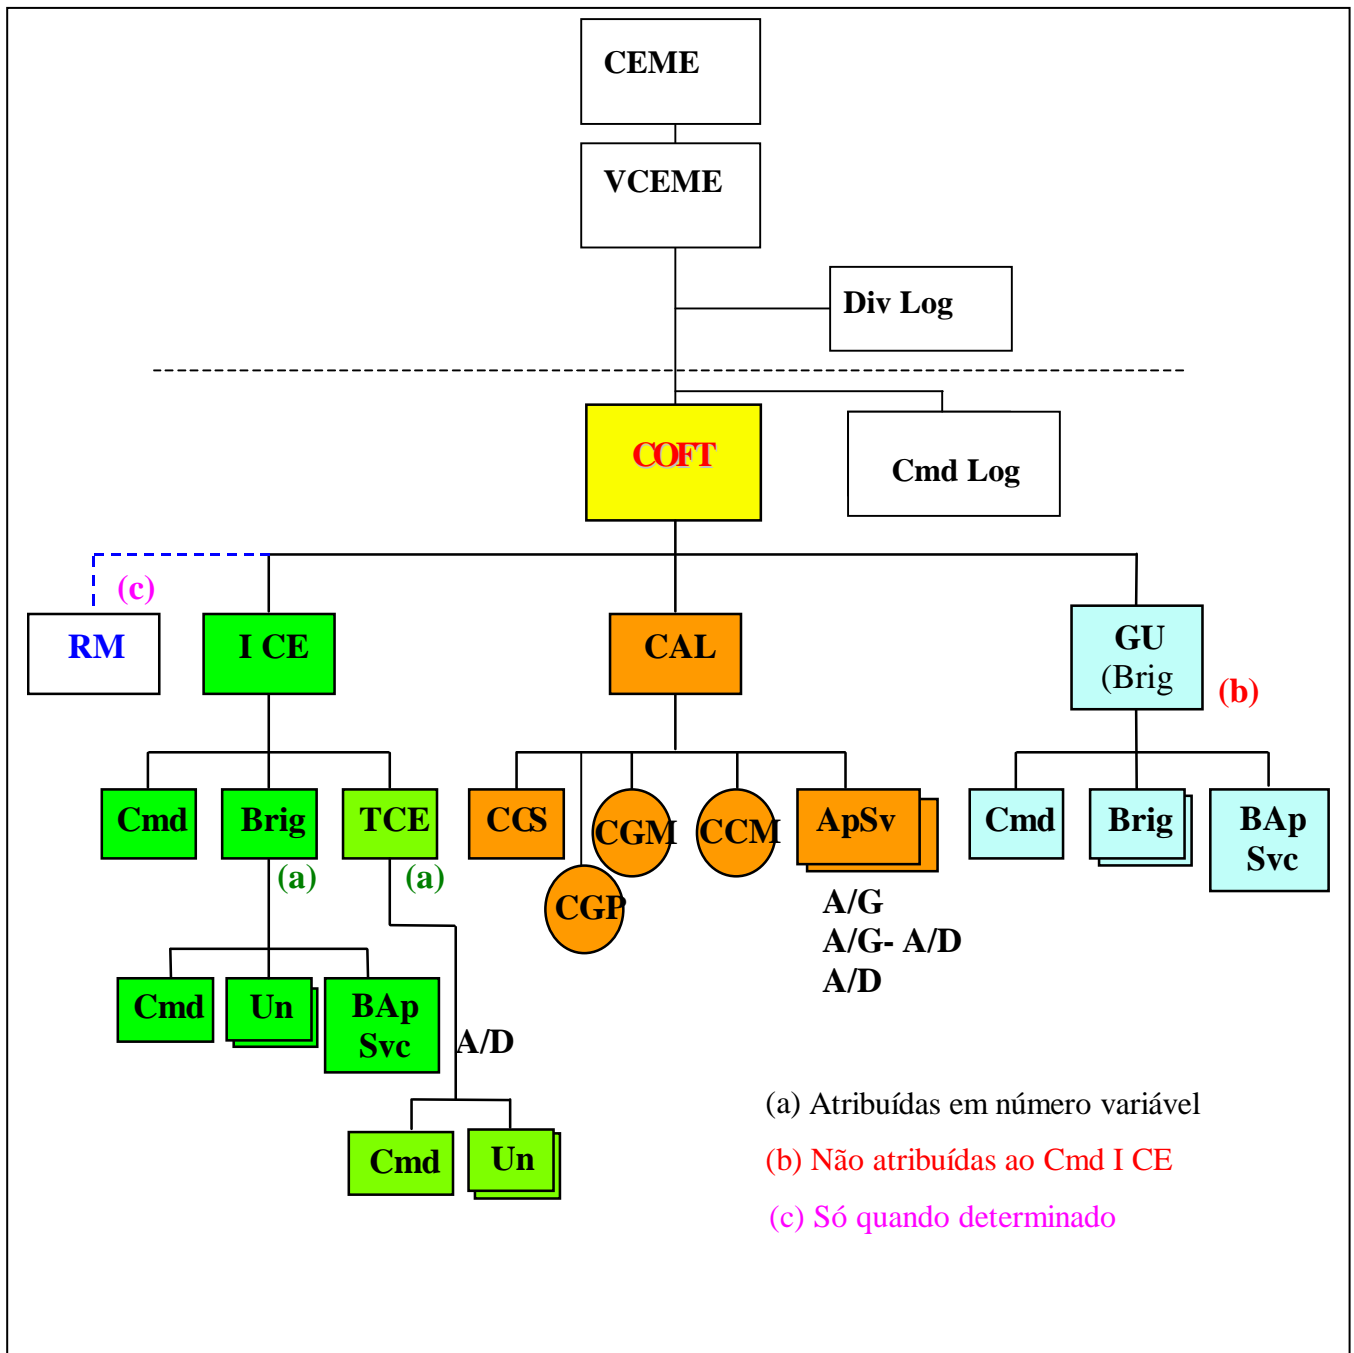 CEME
VCEME
Div Log
COFT
Cmd Log
(c)
RM
I CE
CAL
GU
(Brig
(b)
Cmd
Brig
TCE
CCS
CGM
CCM
ApSv
Cmd
Brig
BAp
Svc
(a)
(a)
CGP
A/G
A/G- A/D
A/D
Cmd
Un
BAp
Svc
A/D
Cmd
Un
(a) Atribuídas em número variável
(b) Não atribuídas ao Cmd I CE
(c) Só quando determinado